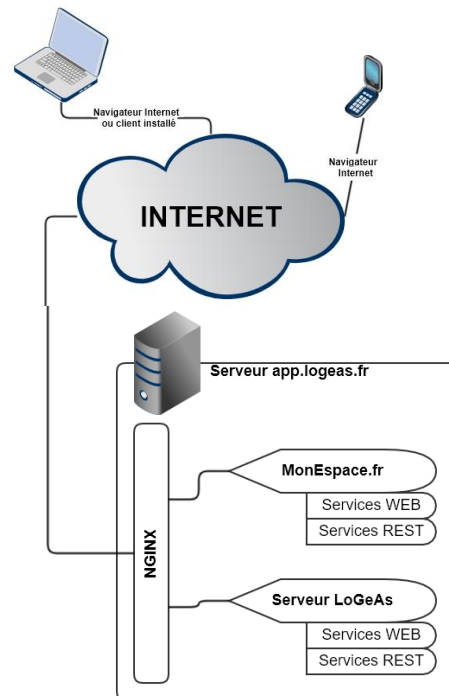 Navigateur Internet
ou client installé
Navigateur
Internet
INTERNET
Serveur app.logeas.fr
NGINX
MonEspace.fr
Services WEB
Services REST
Serveur LoGeAs
Services WEB
Services REST